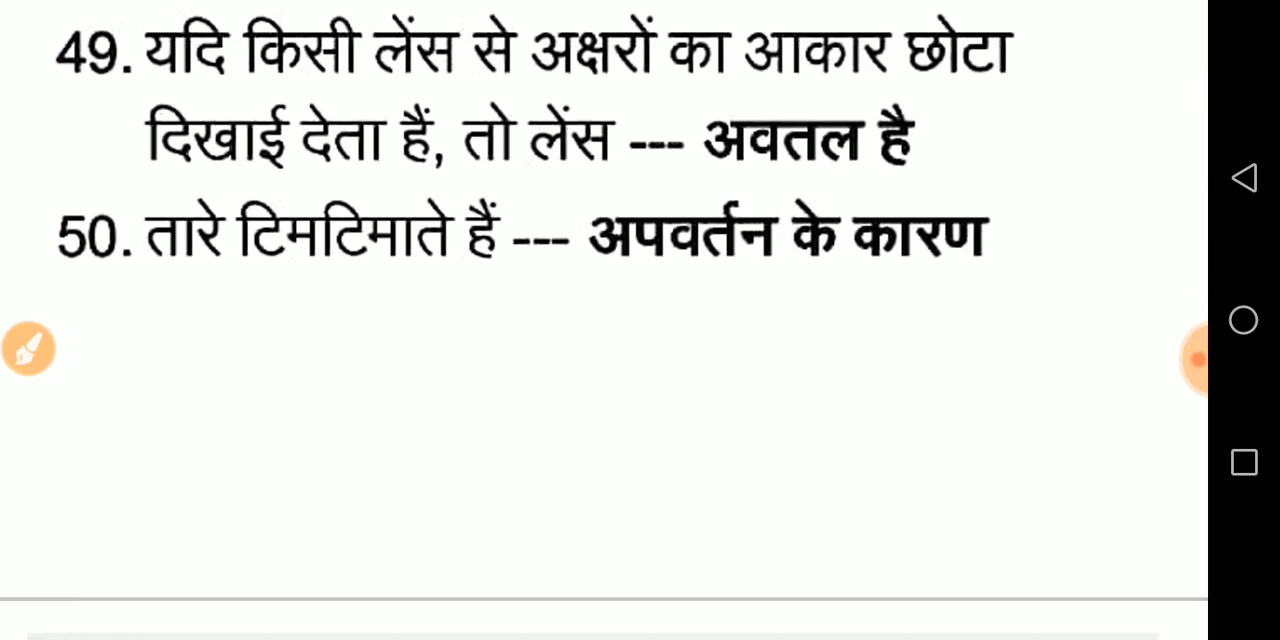 49. यदि किसी लेंस से अक्षरों का आकार छोटा
दिखाई देता हैं, तो लेंस --- अवतल है
50. तारे टिमटिमाते हैं --- अपवर्तन के कारण